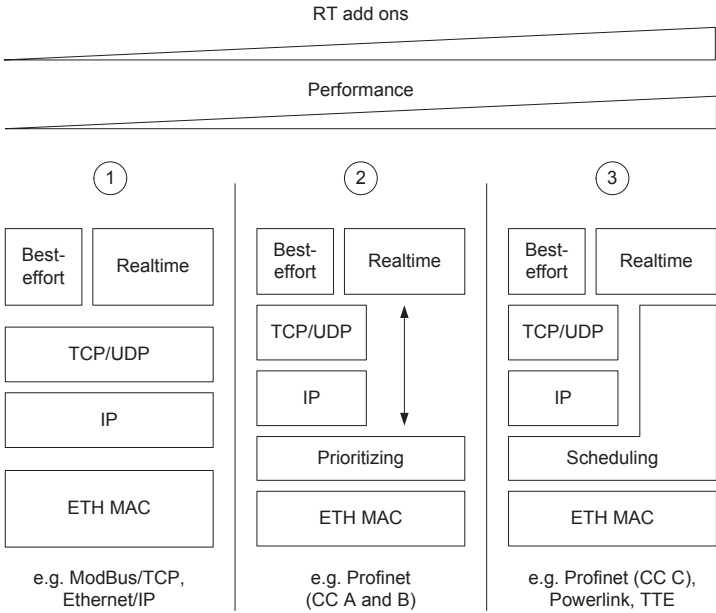 RT add ons
Performance
1
2
3
Best-
effort
Realtime
TCP/UDP
IP
ETH MAC
e.g. ModBus/TCP,
Ethernet/IP
Best-
effort
Realtime
TCP/UDP
IP
Prioritizing
ETH MAC
e.g. Profinet
(CC A and B)
Best-
effort
Realtime
TCP/UDP
IP
Scheduling
ETH MAC
e.g. Profinet (CC C),
Powerlink, TTE